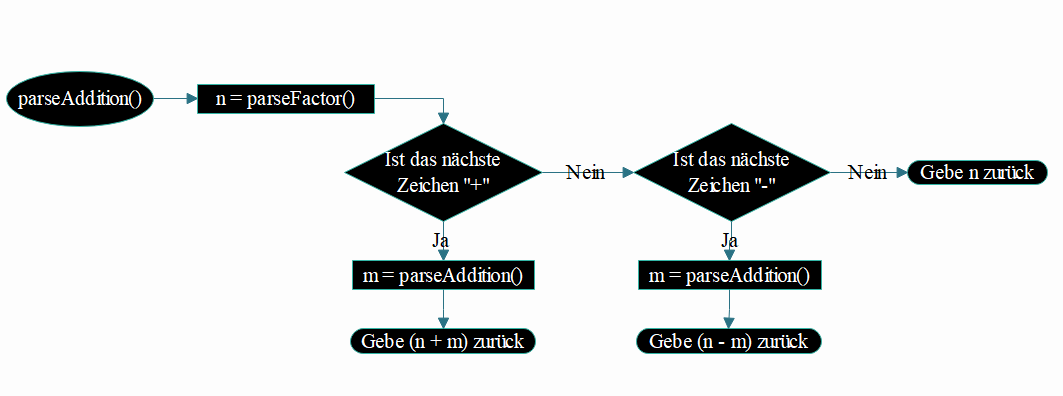 parseAddition()
n = parseFactor()
Ist das nächste
Zeichen "+"
Nein
Ist das nächste
Zeichen "-"
Nein
Gebe n zurück
Ja
Ja
m = parseAddition()
m = parseAddition()
Gebe (n + m) zurück
Gebe (n - m) zurück